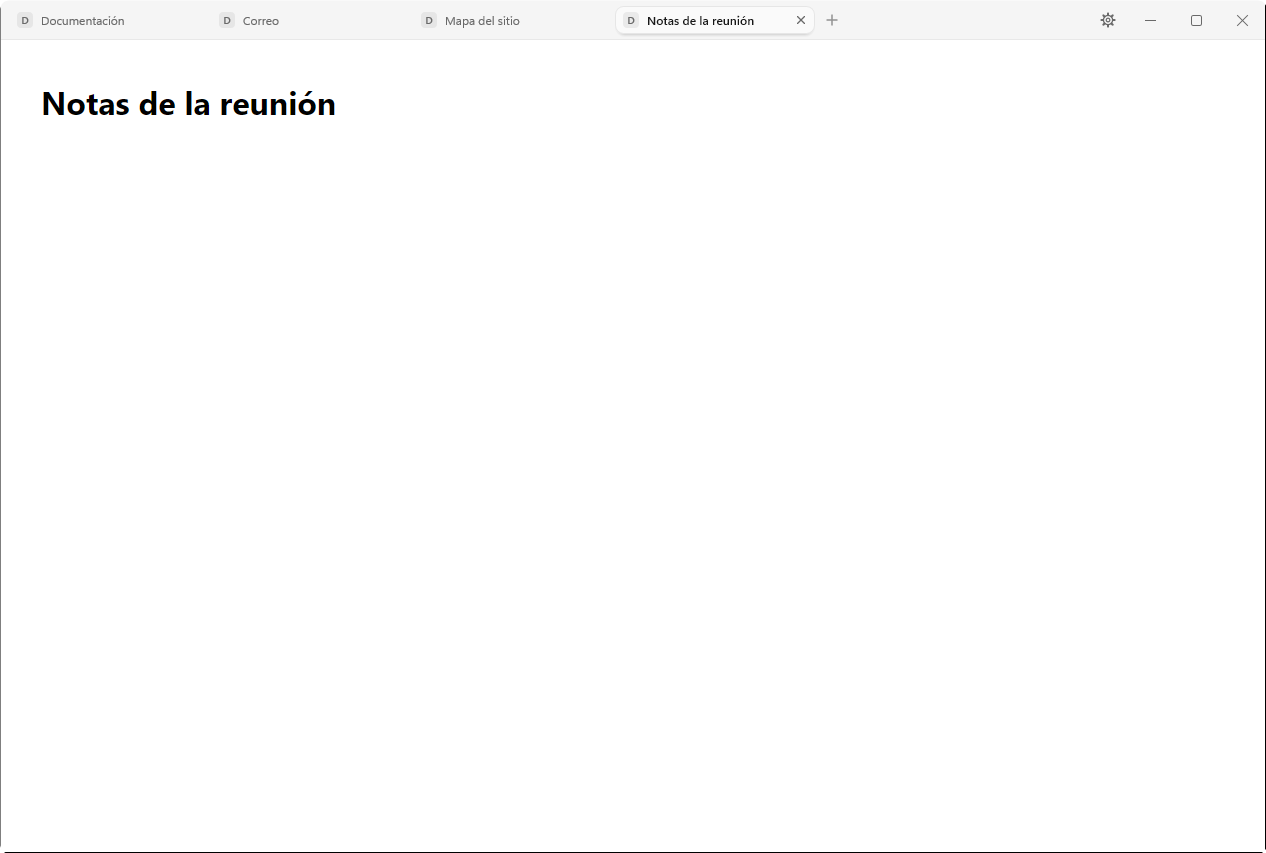 D Documentación
D Correo
D Mapa del sitio
D Notas de la reunión
Notas de la reunión